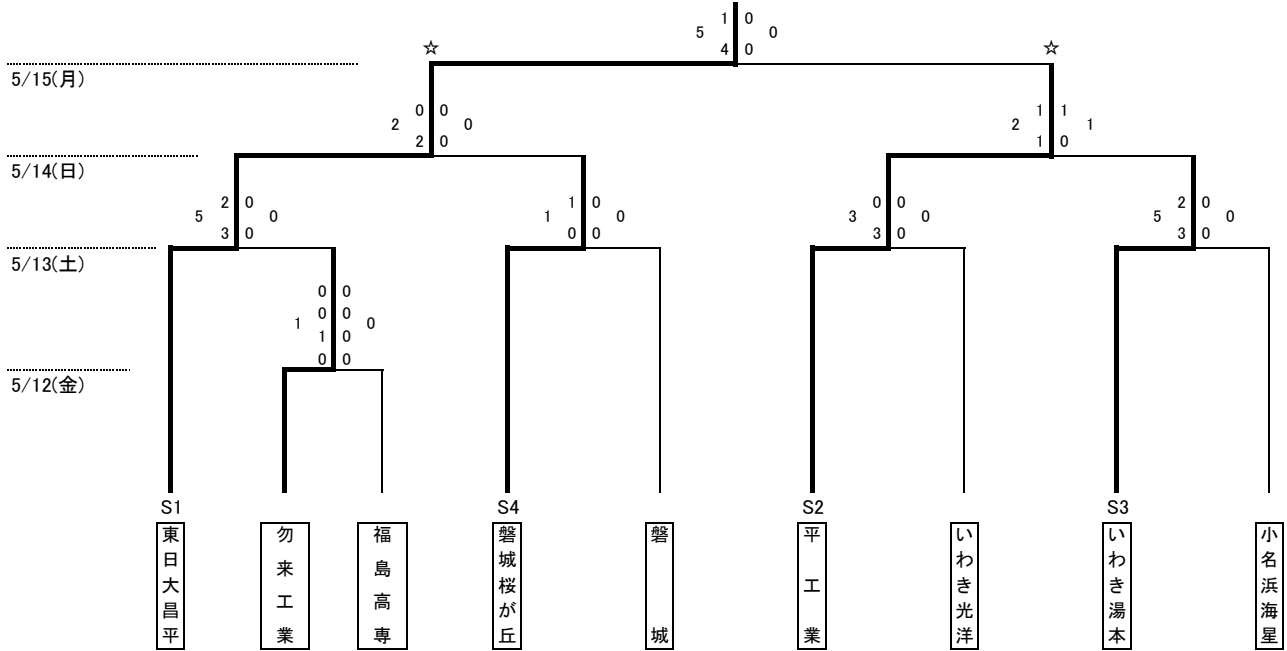 1 0
5 0
4 0
☆ ☆
5/15(月)
0 0 1 1
2 0 2 1
2 0 1 0
5/14(日)
2 0 1 0 0 0 2 0
5 0 1 0 3 0 5 0
3 0 0 0 3 0 3 0
5/13(土)
0 0
0 0
1 0
1 0
0 0
5/12(金)
S1 S4 S2 S3
東日大昌平
勿来工業
福島高専
磐城桜が丘
磐城
平工業
いわき光洋
いわき湯本
小名浜海星